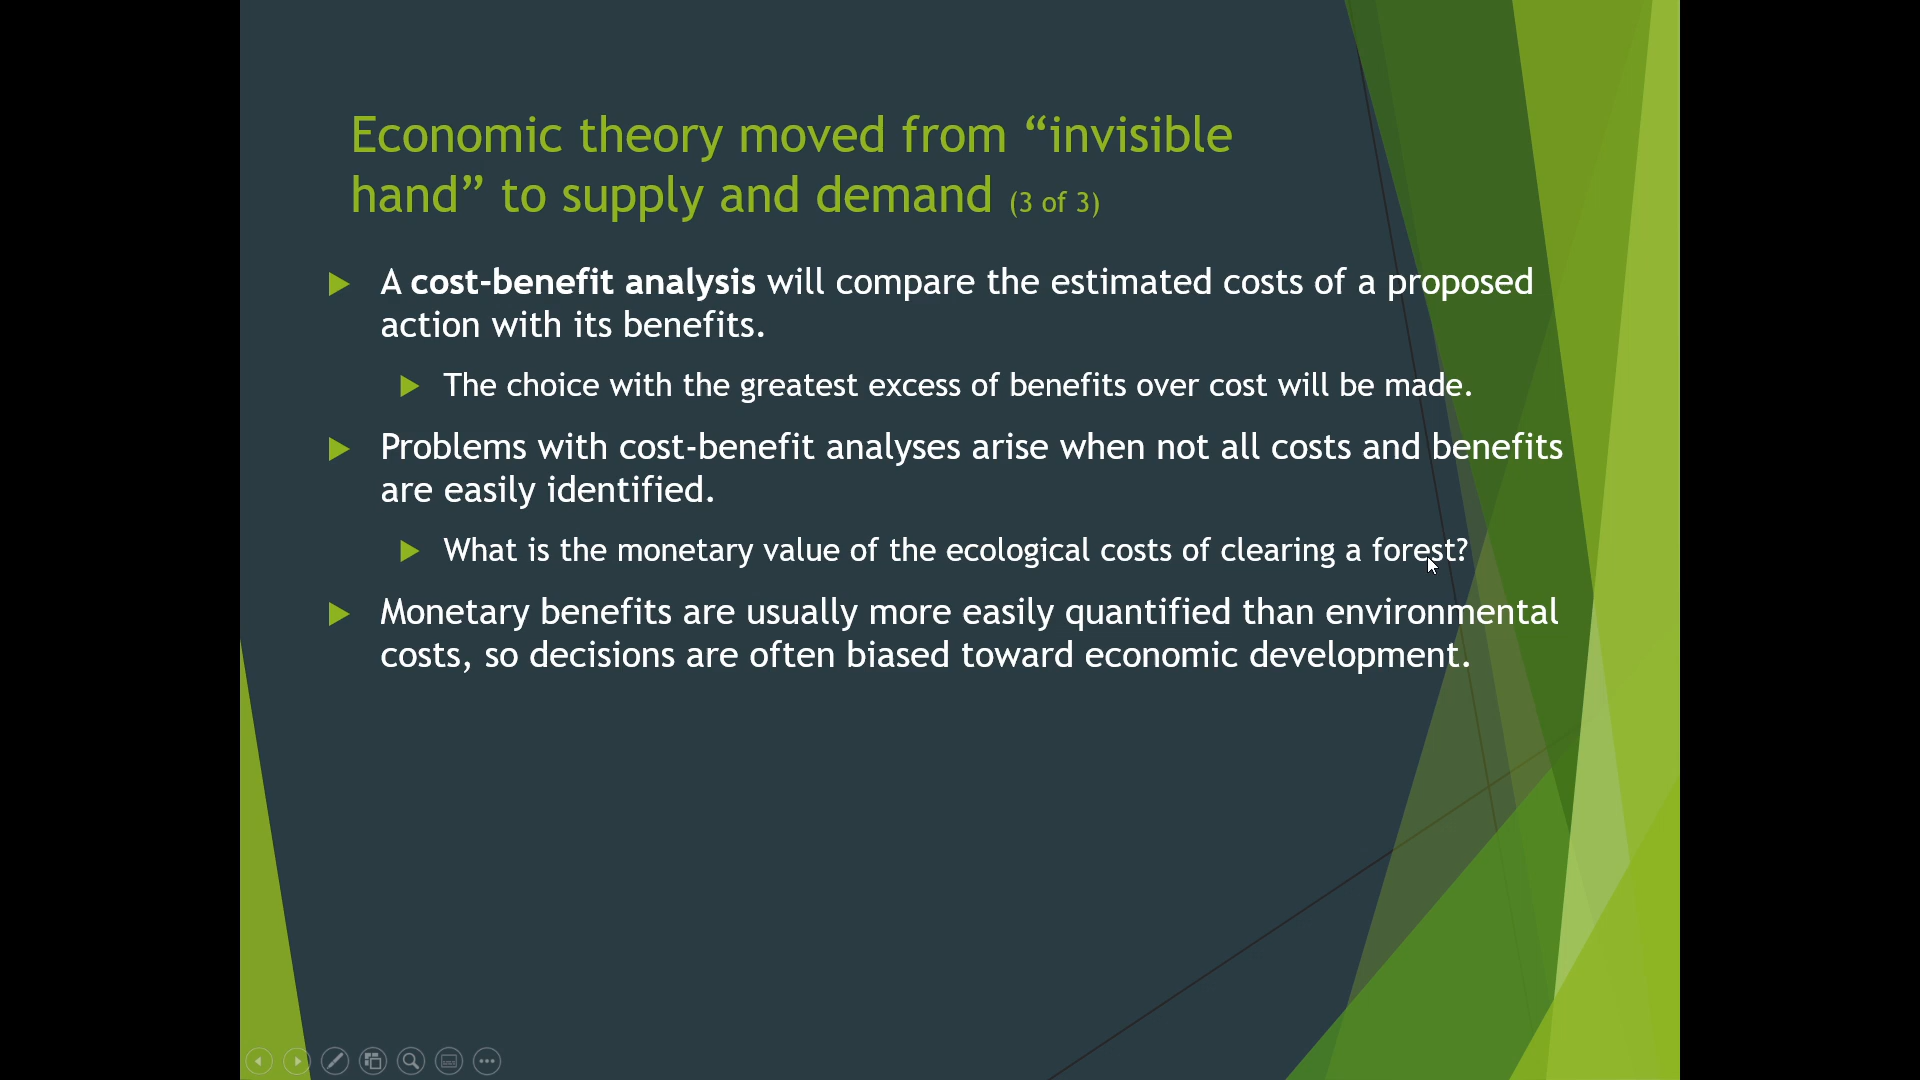 Economic theory moved from “invisible
hand” to supply and demand (3 of 3)
A cost-benefit analysis will compare the estimated costs of a proposed
action with its benefits.
The choice with the greatest excess of benefits over cost will be made.
Problems with cost-benefit analyses arise when not all costs and benefits
are easily identified.
What is the monetary value of the ecological costs of clearing a forest?
Monetary benefits are usually more easily quantified than environmental
costs, so decisions are often biased toward economic development.